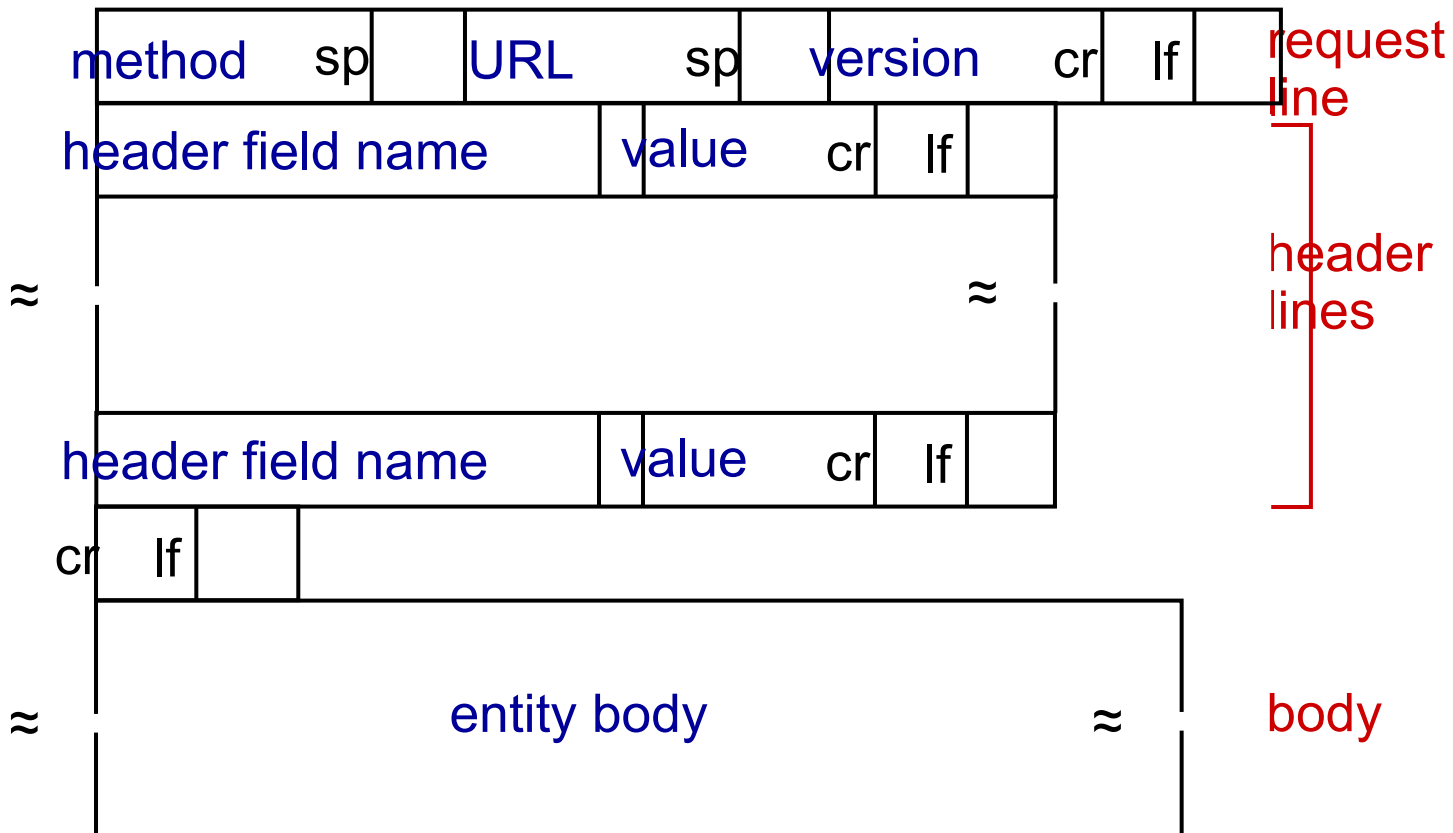 method sp URL sp version cr lf request
line
header field name value cr lf
header
≈ ≈ lines
header field name value cr lf
cr lf
≈ entity body ≈ body